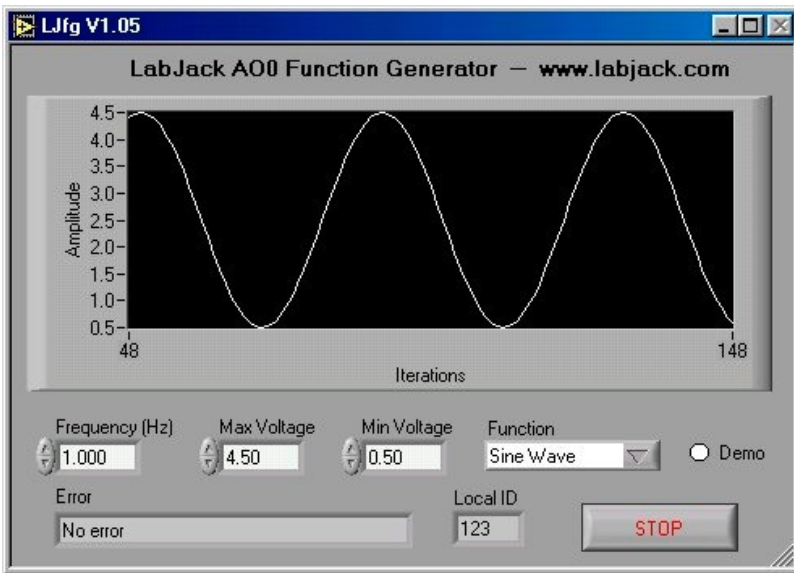 LJfg V1.05
LabJack AO0 Function Generator — www.labjack.com
Amplitude
4.5
4.0
3.5
3.0
2.5
2.0
1.5
1.0
0.5
48
148
Iterations
Frequency (Hz)
Max Voltage
Min Voltage
Function
1.000
4.50
0.50
Sine Wave
Demo
Error
Local ID
No error
123
STOP